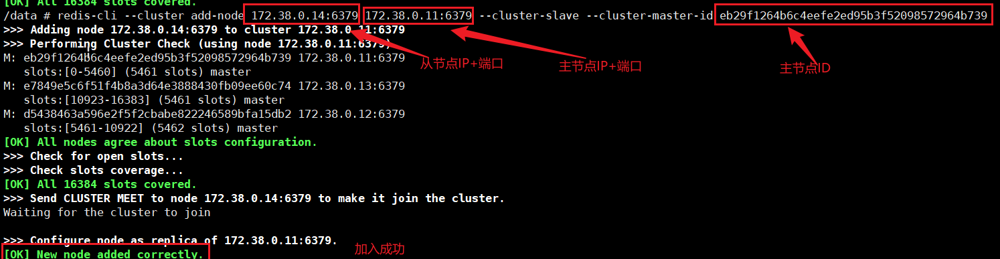 [OK] All 16384 slots covered.
/data # redis-cli --cluster add-node 172.38.0.14:6379 172.38.0.11:6379 --cluster-slave --cluster-master-id eb29f1264b6c4eefe2ed95b3f52098572964b739
>>> Adding node 172.38.0.14:6379 to cluster 172.38.0.11:6379
>>> Performing Cluster Check (using node 172.38.0.11:6379)
M: eb29f1264b6c4eefe2ed95b3f52098572964b739 172.38.0.11:6379
从节点IP+端口
主节点IP+端口
主节点ID
slots:[0-5460] (5461 slots) master
M: e7849e5c6f51f4b8a3d64e3888430fb09ee60c74 172.38.0.13:6379
slots:[10923-16383] (5461 slots) master
M: d5438463a596e2f5f2cbabe822246589bfa15db2 172.38.0.12:6379
slots:[5461-10922] (5462 slots) master
[OK] All nodes agree about slots configuration.
>>> Check for open slots...
>>> Check slots coverage...
[OK] All 16384 slots covered.
>>> Send CLUSTER MEET to node 172.38.0.14:6379 to make it join the cluster.
Waiting for the cluster to join
>>> Configure node as replica of 172.38.0.11:6379.
[OK] New node added correctly.
加入成功